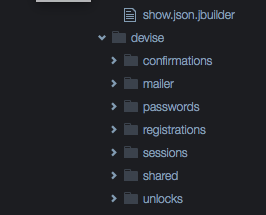 show.json.jbuilder
devise
confirmations
mailer
passwords
registrations
sessions
shared
unlocks